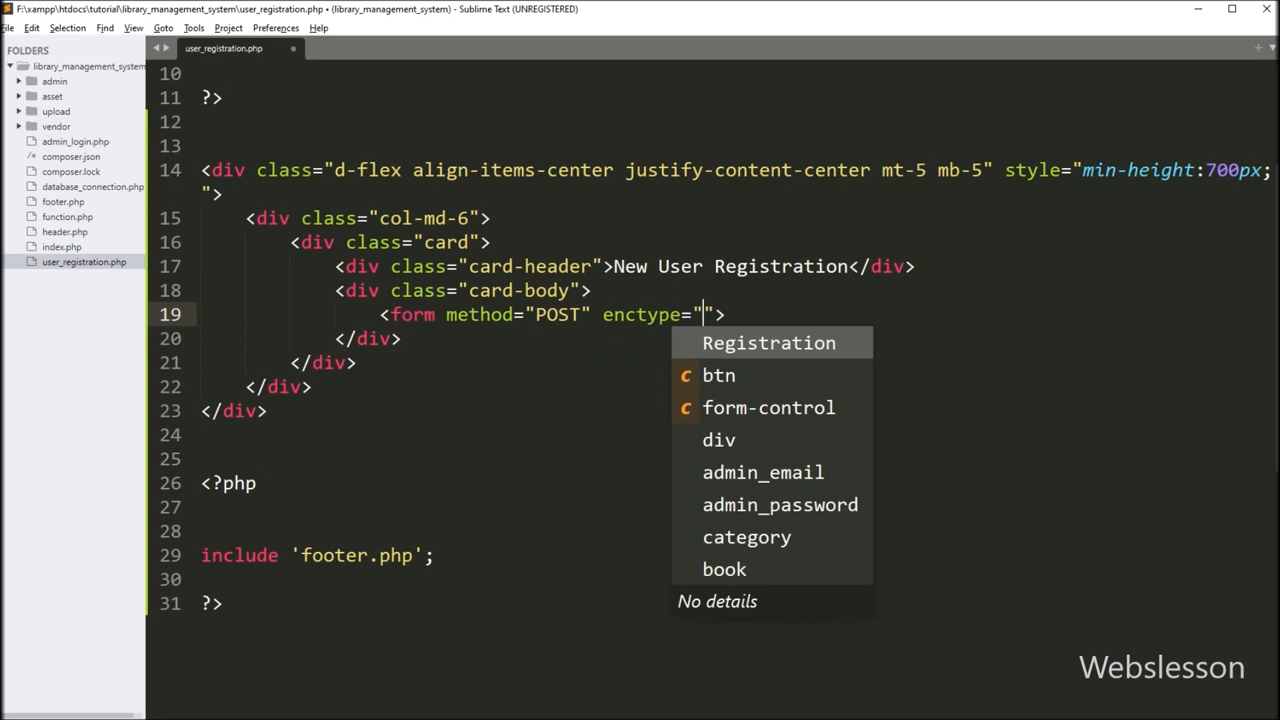 F:\xampp\htdocs\tutorial\library_management_system\user_registration.php • (library_management_system) - Sublime Text (UNREGISTERED)
File Edit Selection Find View Goto Tools Project Preferences Help
FOLDERS
library_management_system
admin
asset
upload
vendor
admin_login.php
composer.json
composer.lock
database_connection.php
footer.php
function.php
header.php
index.php
user_registration.php
user_registration.php
10
11 ?>
12
13
14 <div class="d-flex align-items-center justify-content-center mt-5 mb-5" style="min-height:700px;
">
15 <div class="col-md-6">
16 <div class="card">
17 <div class="card-header">New User Registration</div>
18 <div class="card-body">
19 <form method="POST" enctype="">
20 </div>
21 </div>
22 </div>
23 </div>
24
25
26 <?php
27
28
29 include 'footer.php';
30
31 ?>
Registration
c btn
c form-control
div
admin_email
admin_password
category
book
No details
Webslesson